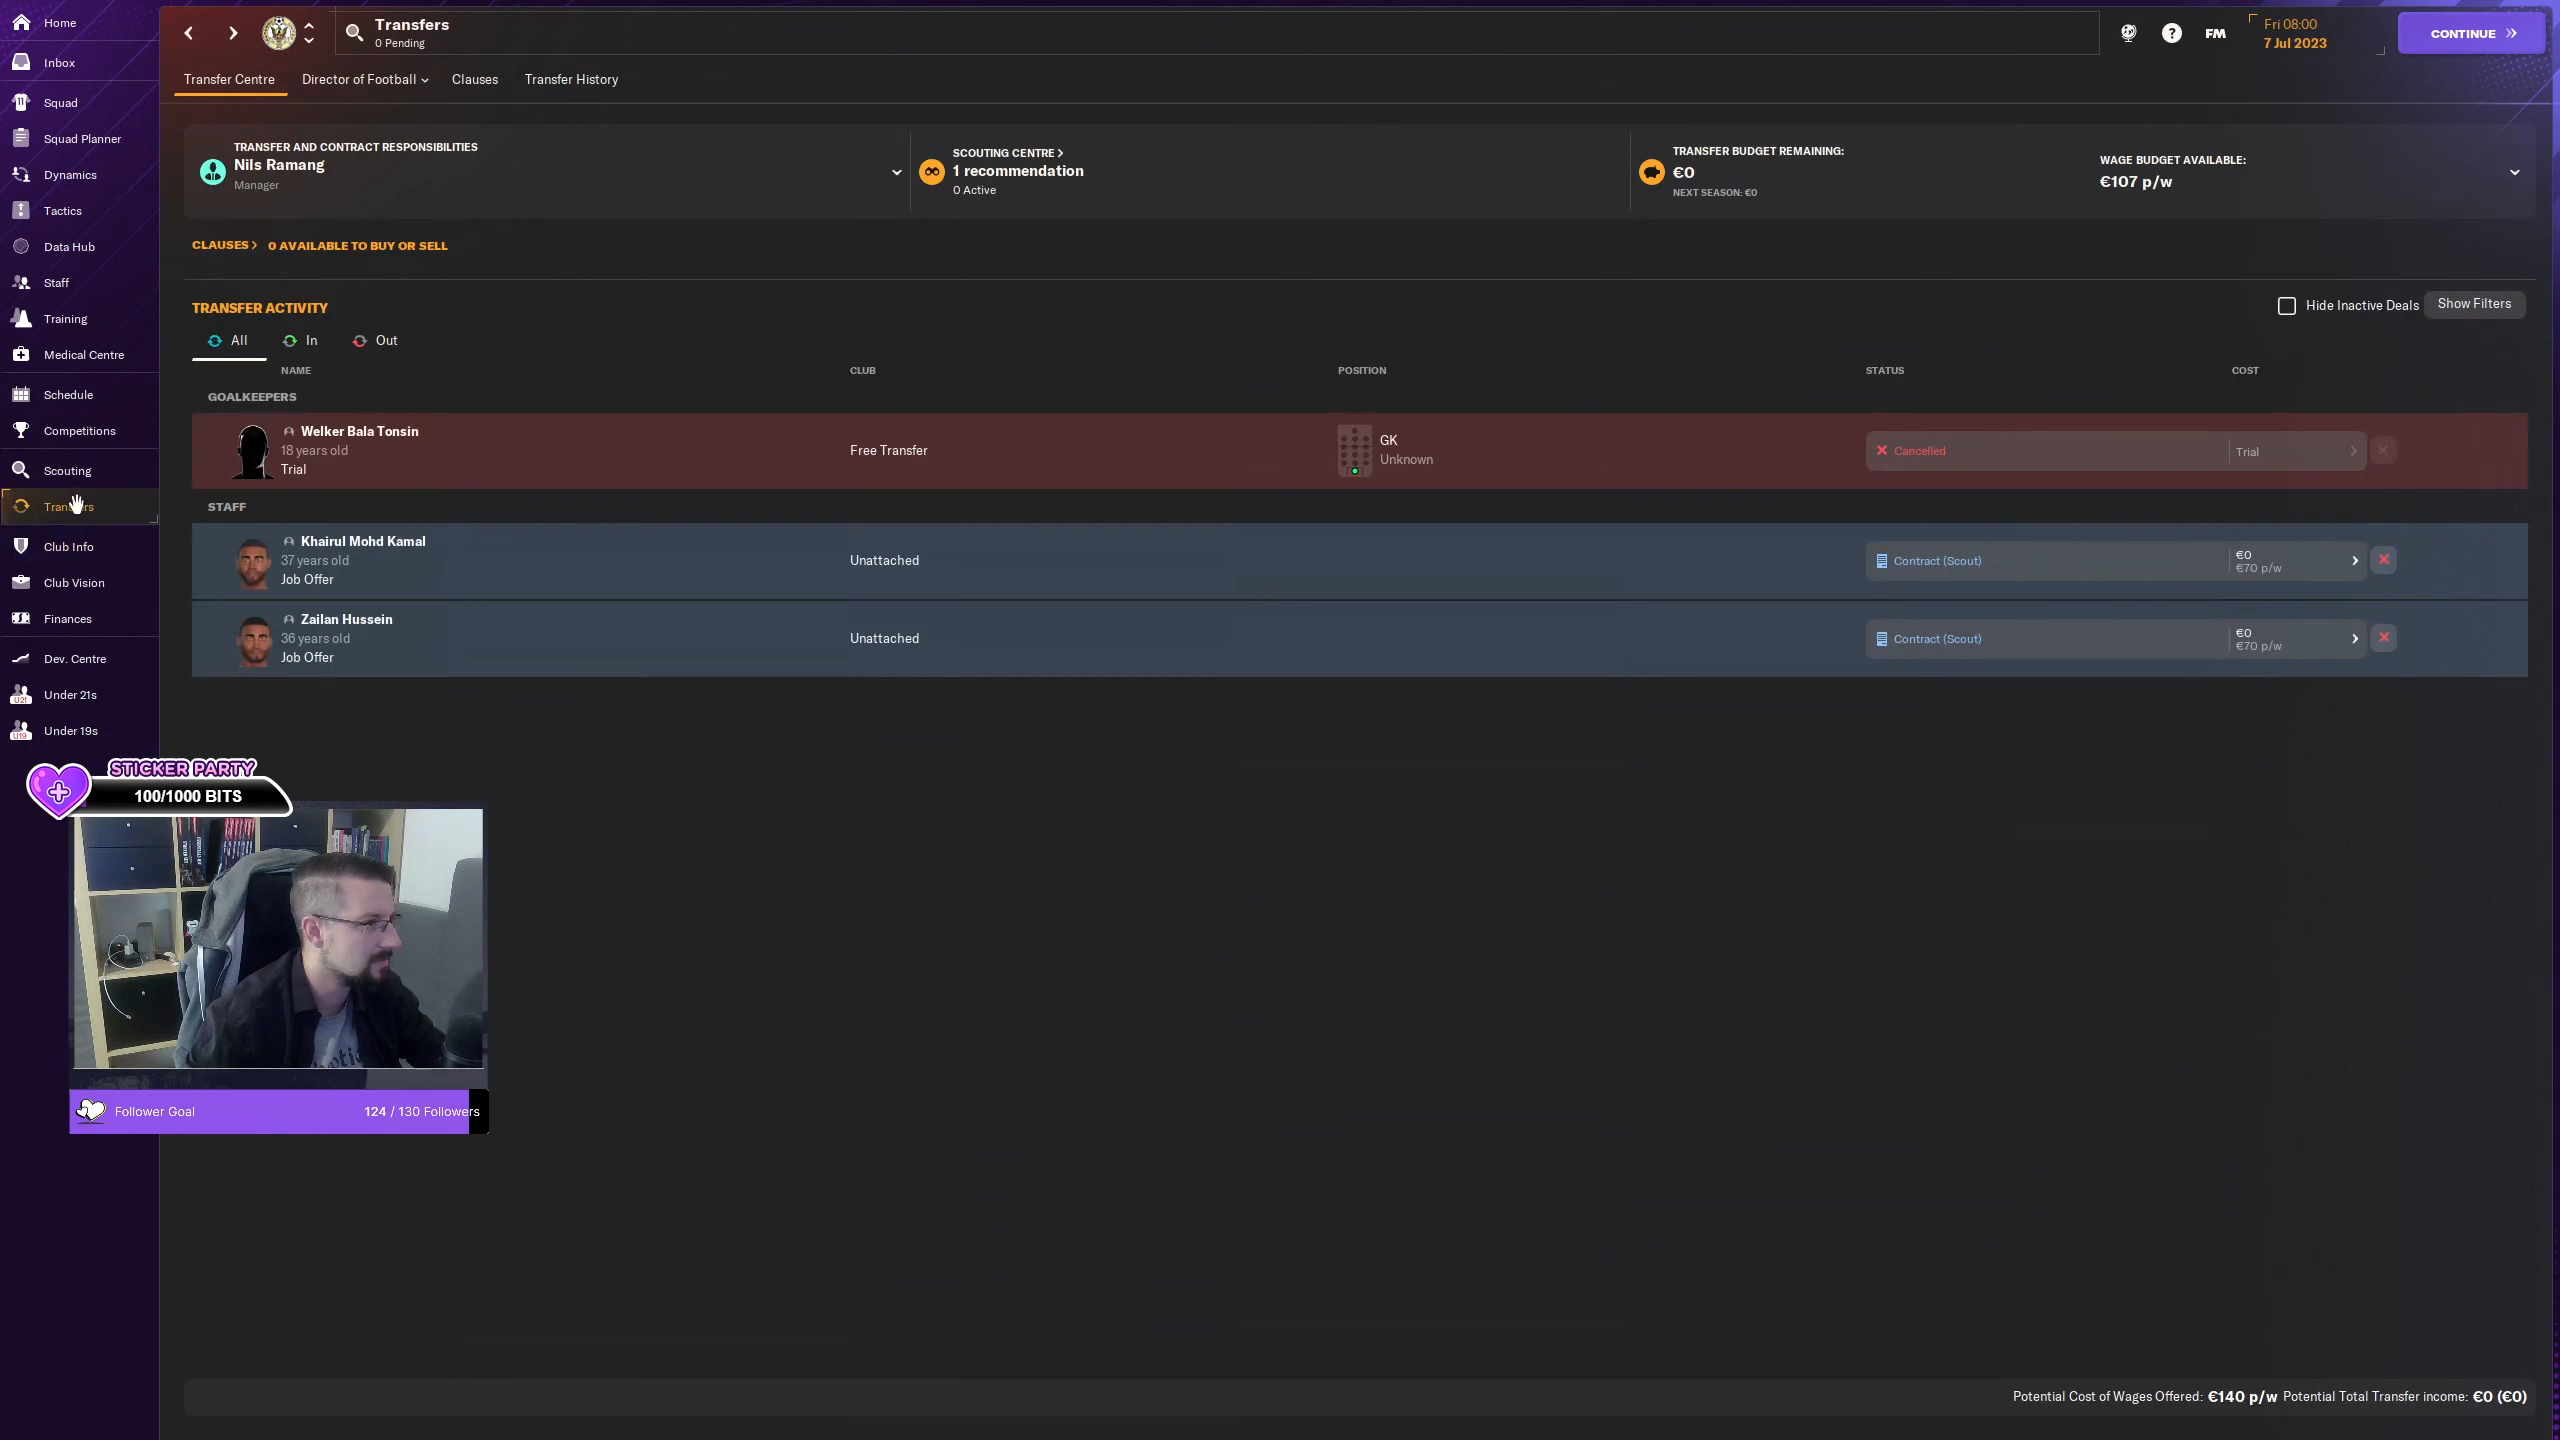 Home
Inbox
Squad
Squad Planner
Dynamics
Tactics
Data Hub
Staff
Training
Medical Centre
Schedule
Competitions
Scouting
Transfers
Club Info
Club Vision
Finances
Dev. Centre
U21
Under 21s
U19
Under 19s
Transfers
0 Pending
FM
Fri 08:00
7 Jul 2023
CONTINUE
Transfer Centre
Director of Football
Clauses
Transfer History
TRANSFER AND CONTRACT RESPONSIBILITIES
Nils Ramang
Manager
SCOUTING CENTRE >
1 recommendation
0 Active
TRANSFER BUDGET REMAINING:
€0
NEXT SEASON: €0
WAGE BUDGET AVAILABLE:
€107 p/w
CLAUSES > 0 AVAILABLE TO BUY OR SELL
TRANSFER ACTIVITY
Hide Inactive Deals
Show Filters
All
In
Out
NAME CLUB POSITION STATUS COST
GOALKEEPERS
Welker Bala Tonsin
18 years old
Trial
Free Transfer
GK
Unknown
Cancelled
Trial
STAFF
Khairul Mohd Kamal
37 years old
Job Offer
Unattached
Contract (Scout)
€0
€70 p/w
Zailan Hussein
36 years old
Job Offer
Unattached
Contract (Scout)
€0
€70 p/w
STICKER PARTY
100/1000 BITS
Follower Goal
124 / 130 Followers
Potential Cost of Wages Offered: €140 p/w Potential Total Transfer income: €0 (€0)